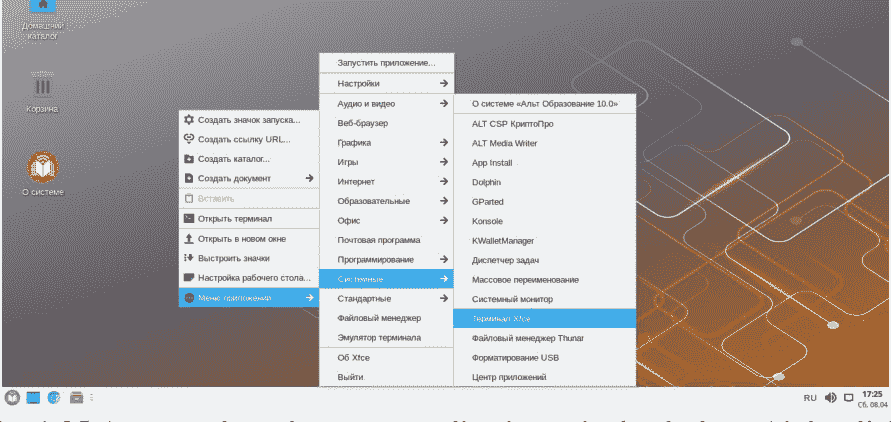 Домашний
каталог
Корзина
О системе
Создать значок запуска...
Создать ссылку URL...
Создать каталог...
Создать документ
Вставить
Открыть терминал
Открыть в новом окне
Выстроить значки
Настройка рабочего стола...
Меню приложений
Запустить приложение...
Настройки
Аудио и видео
Веб-браузер
Графика
Игры
Интернет
Образовательные
Офис
Почтовая программа
Программирование
Системные
Стандартные
Файловый менеджер
Эмулятор терминала
Об Xfce
Выйти
О системе «Альт Образование 10.0»
ALT CSP КриптоПро
ALT Media Writer
App Install
Dolphin
GParted
Konsole
KWalletManager
Диспетчер задач
Массовое переименование
Системный монитор
Терминал Xfce
Файловый менеджер Thunar
Форматирование USB
Центр приложений
RU
17:25
Сб, 08.04